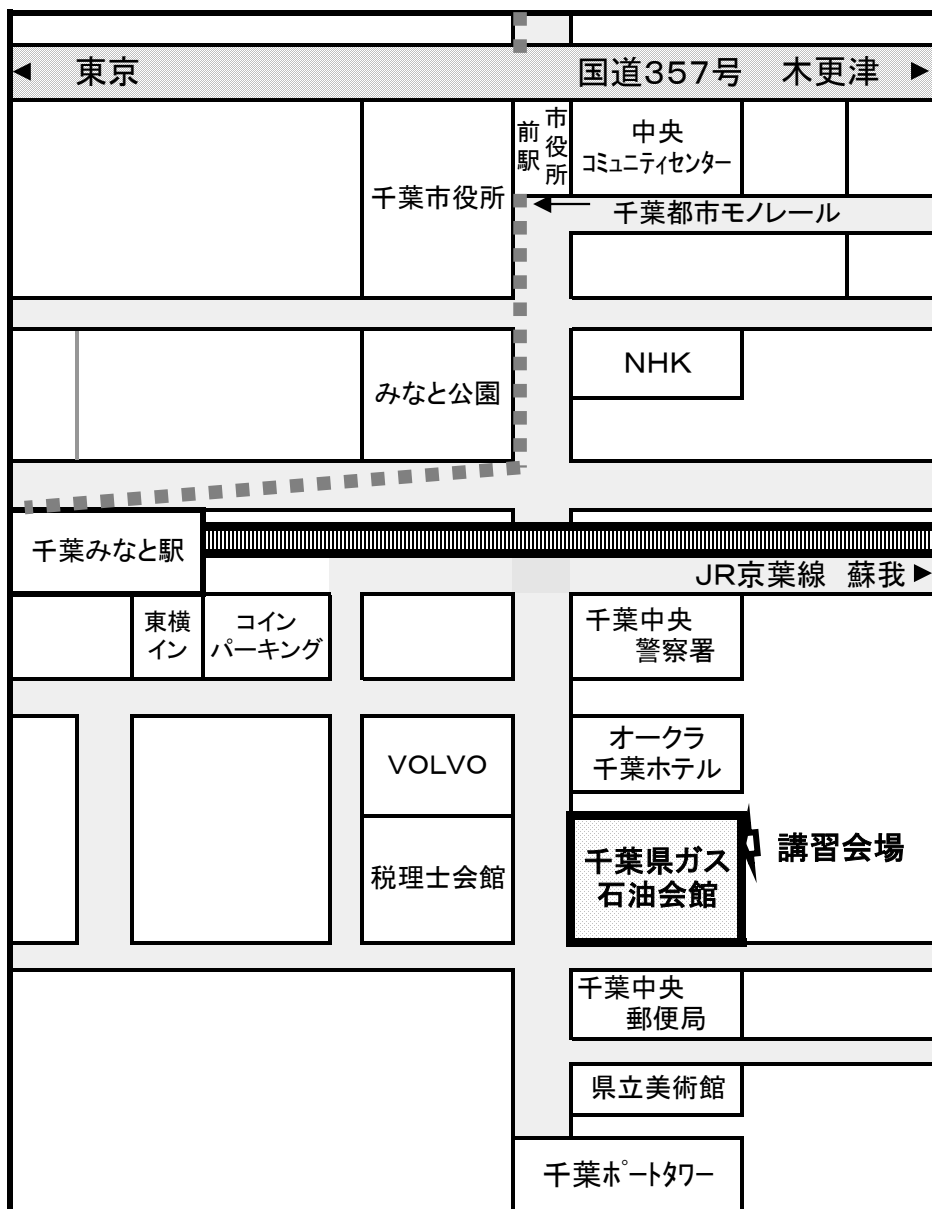 ◀ 東京
国道357号 木更津 ▶
市役所
前駅
中央
コミュニティセンター
千葉市役所
千葉都市モノレール
NHK
みなと公園
千葉みなと駅
JR京葉線 蘇我▶
東横
イン
コイン
パーキング
千葉中央
警察署
VOLVO
オークラ
千葉ホテル
税理士会館
千葉県ガス
石油会館
講習会場
千葉中央
郵便局
県立美術館
千葉ポートタワー